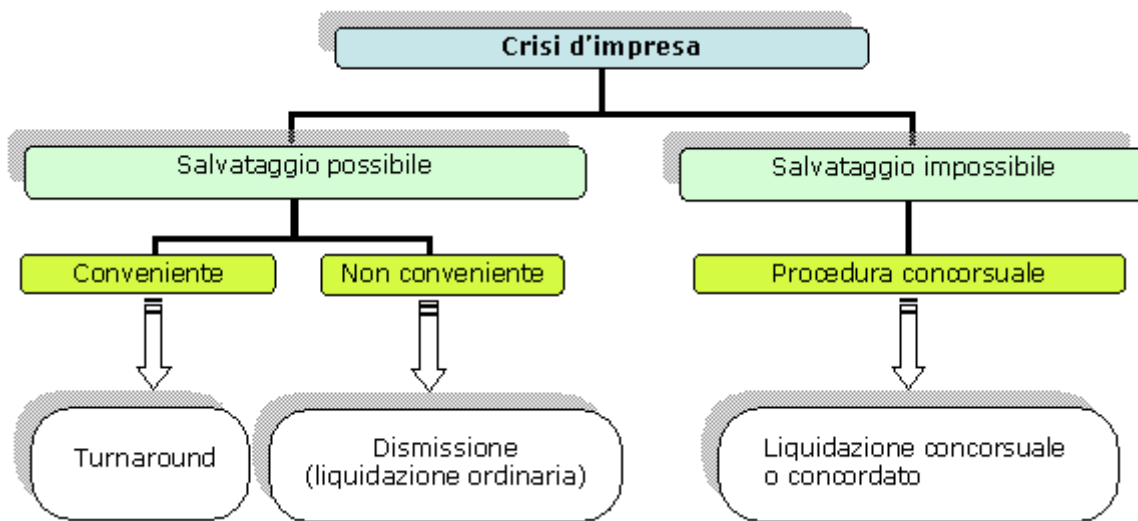 Crisi d'impresa
Salvataggio possibile
Salvataggio impossibile
Conveniente
Non conveniente
Procedura concorsuale
Turnaround
Dismissione
(liquidazione ordinaria)
Liquidazione concorsuale
o concordato